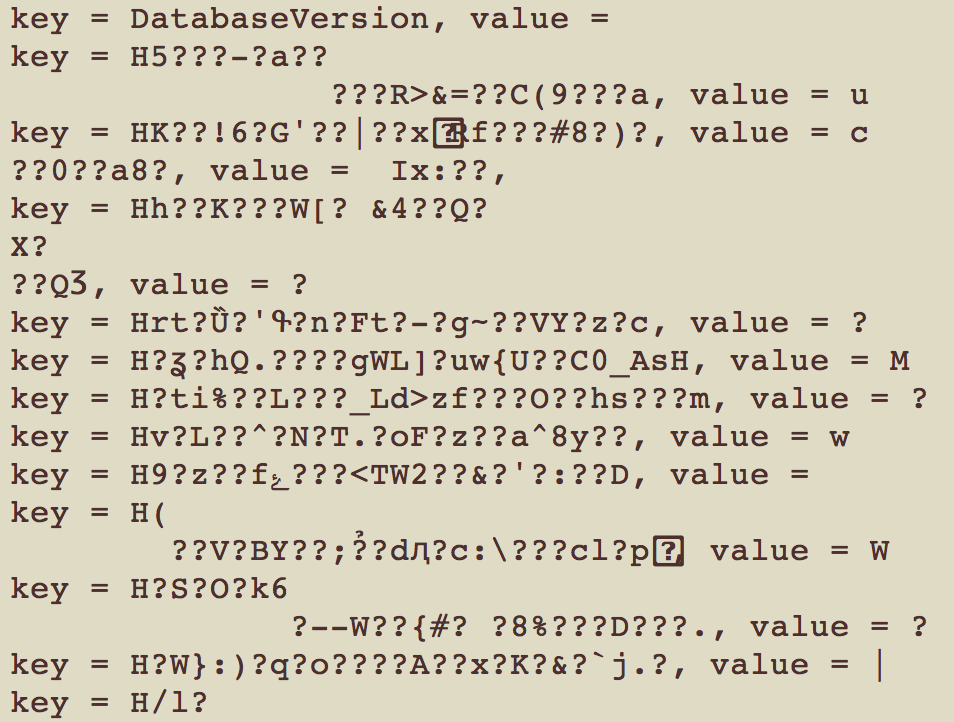 key = DatabaseVersion, value =
key = H5???-?a??
???R>&=??C(9???a, value = u
key = HK??!6?G'??|??x�Rf???#8?)?, value = c
??0??a8?, value =  Ix:??,
key = Hh??K???W[? &4??Q?
X?
??QƷ, value = ?
key = Hrt?Ȕ?'Ⴕ?n?Ft?-?g~??VY?z?c, value = ?
key = H?ʓ?hQ.????gWL]?uw{U??C0_AsH, value = M
key = H?ti%??L???_Ld>zf???O??hs???m, value = ?
key = Hv?L??^?N?T.?oF?z??a^8y??, value = w
key = H9?z??f???<TW2??&?'?:??D, value =
key = H(
??V?BY??;?̉?dԓ?c:\???cl?p�, value = W
key = H?S?O?k6
?--W??{#? ?8%???D???., value = ?
key = H?W}:)?q?o????A??x?K?&?`j.?, value = |
key = H/l?